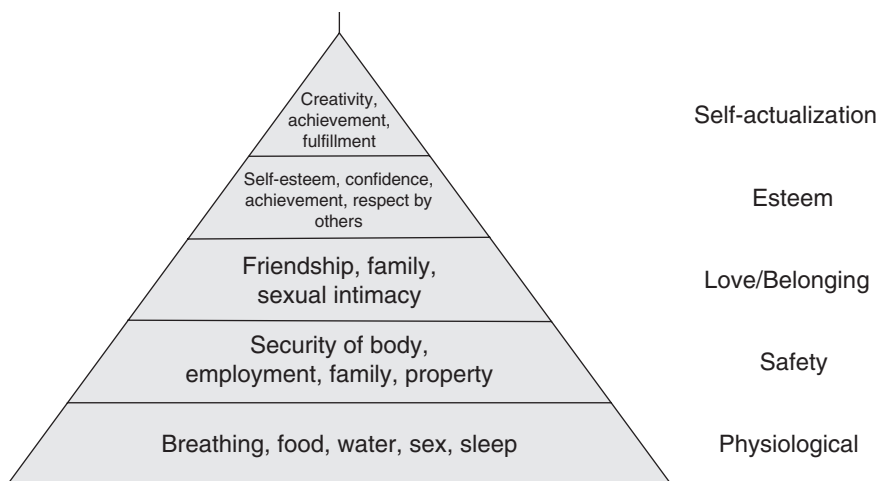 Creativity,
achievement,
fulfillment
Self-actualization
Self-esteem, confidence,
achievement, respect by
others
Esteem
Friendship, family,
sexual intimacy
Love/Belonging
Security of body,
employment, family, property
Safety
Breathing, food, water, sex, sleep
Physiological